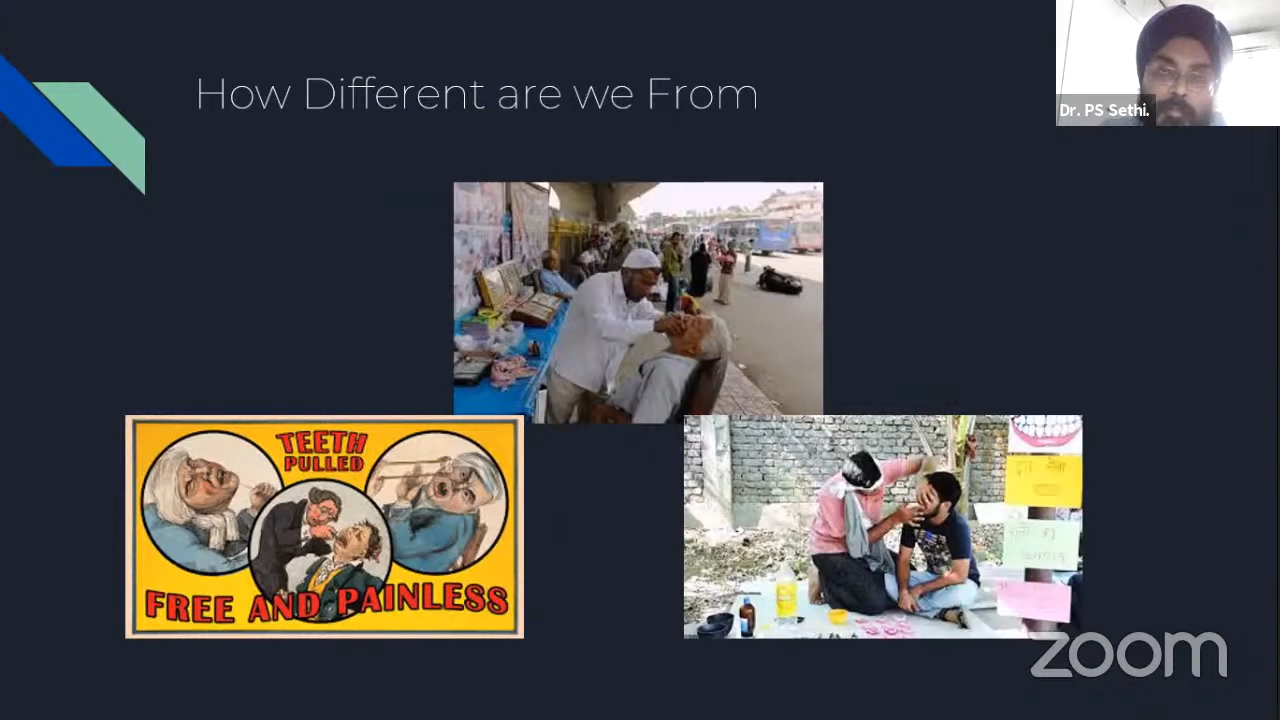 How Different are we From
Dr. PS Sethi.
TEETH
PULLED
FREE AND PAINLESS
zoom